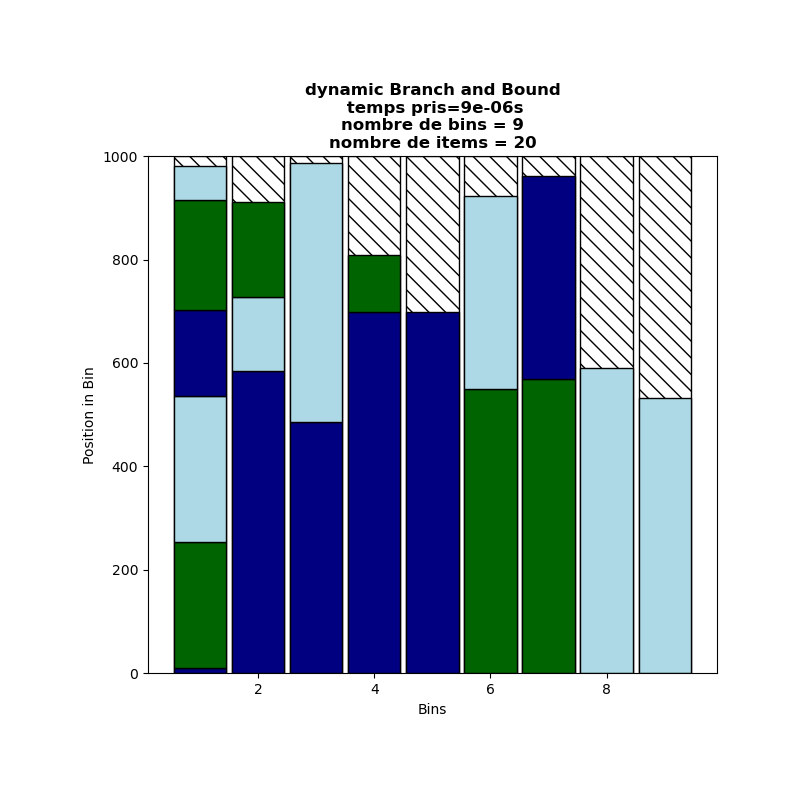 dynamic Branch and Bound
temps pris=9e-06s
nombre de bins = 9
nombre de items = 20
1000
800
600
400
200
0
Position in Bin
2 4 6 8
Bins